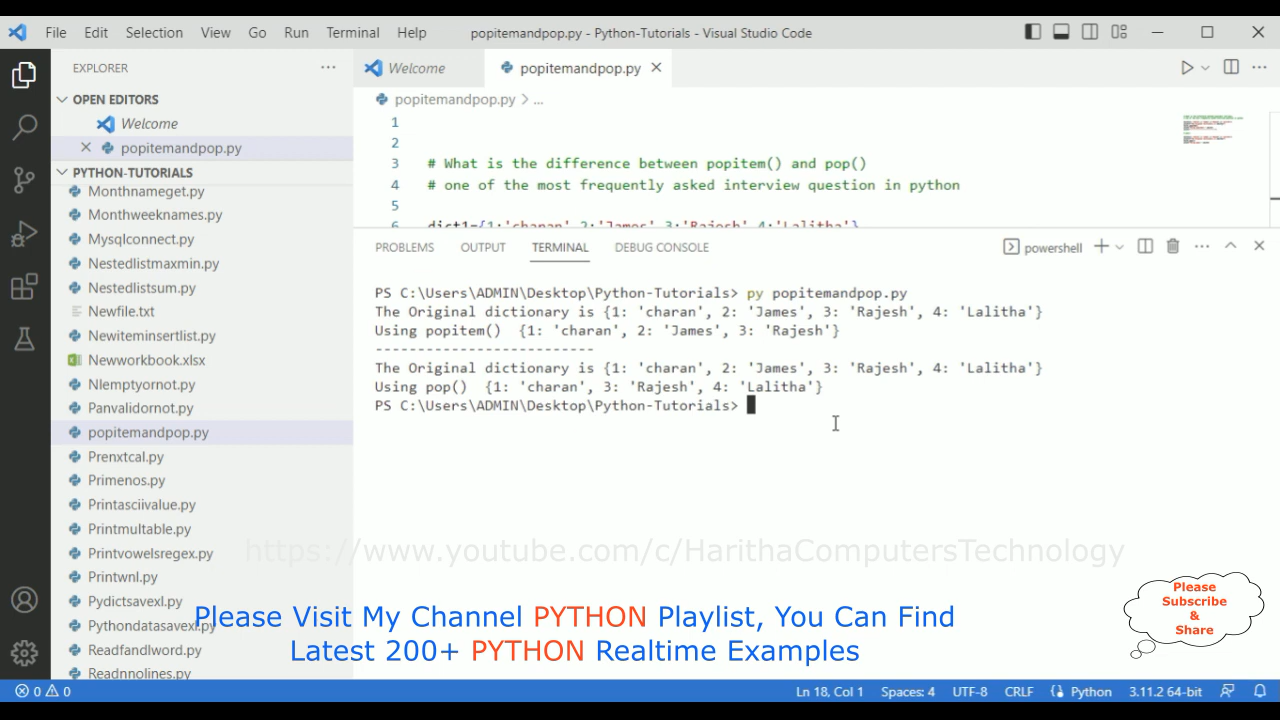 File Edit Selection View Go Run Terminal Help popitemandpop.py - Python-Tutorials - Visual Studio Code
EXPLORER
OPEN EDITORS
Welcome
popitemandpop.py
PYTHON-TUTORIALS
Monthnameget.py
Monthweeknames.py
Mysqlconnect.py
Nestedlistmaxmin.py
Nestedlistsum.py
Newfile.txt
Newiteminsertlist.py
Newworkbook.xlsx
Nlemptyornot.py
Panvalidornot.py
popitemandpop.py
Prenxtcal.py
Primenos.py
Printasciivalue.py
Printmultable.py
Printvowelsregex.py
Printwnl.py
Pydictsavexl.py
Pythondatasavexl.py
Readfandlword.py
Readnnolines.py
Welcome popitemandpop.py
popitemandpop.py > ...
1
2
3 # What is the difference between popitem() and pop()
4 # one of the most frequently asked interview question in python
5
6 dict1={1:'charan',2:'James',3:'Rajesh',4:'Lalitha'}
PROBLEMS OUTPUT TERMINAL DEBUG CONSOLE powershell
PS C:\Users\ADMIN\Desktop\Python-Tutorials> py popitemandpop.py
The Original dictionary is {1: 'charan', 2: 'James', 3: 'Rajesh', 4: 'Lalitha'}
Using popitem()  {1: 'charan', 2: 'James', 3: 'Rajesh'}
--------------------------
The Original dictionary is {1: 'charan', 2: 'James', 3: 'Rajesh', 4: 'Lalitha'}
Using pop()  {1: 'charan', 3: 'Rajesh', 4: 'Lalitha'}
PS C:\Users\ADMIN\Desktop\Python-Tutorials>
https://www.youtube.com/c/HarithaComputersTechnology
Please Visit My Channel PYTHON Playlist, You Can Find
Latest 200+ PYTHON Realtime Examples
Please
Subscribe
&
Share
0 0 Ln 18, Col 1 Spaces: 4 UTF-8 CRLF Python 3.11.2 64-bit